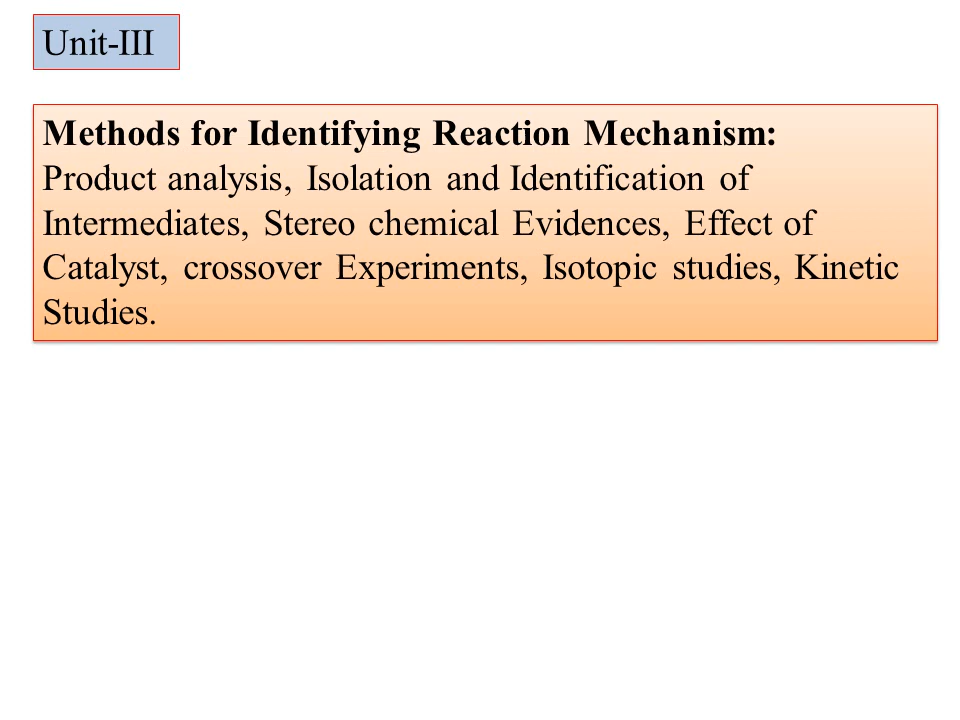 Unit-III
Methods for Identifying Reaction Mechanism:
Product analysis, Isolation and Identification of
Intermediates, Stereo chemical Evidences, Effect of
Catalyst, crossover Experiments, Isotopic studies, Kinetic
Studies.